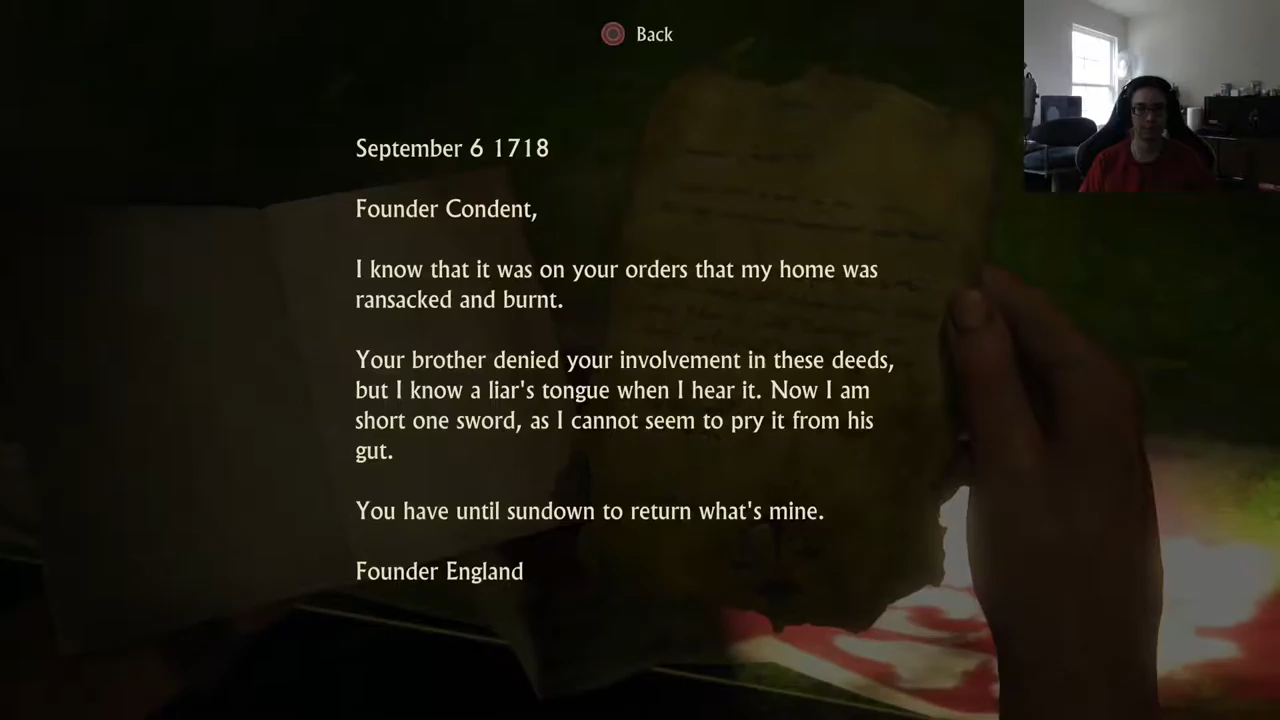 Back
September 6 1718
Founder Condent,
I know that it was on your orders that my home was
ransacked and burnt.
Your brother denied your involvement in these deeds,
but I know a liar's tongue when I hear it. Now I am
short one sword, as I cannot seem to pry it from his
gut.
You have until sundown to return what's mine.
Founder England